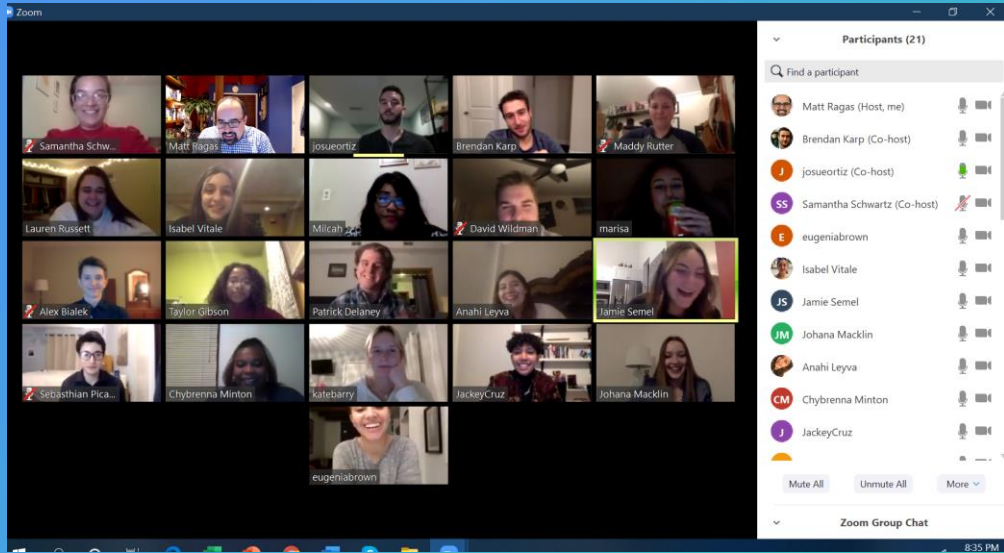 Zoom
Samantha Schw...
Matt Ragas
josueortiz
Brendan Karp
Maddy Rutter
Lauren Russett
Isabel Vitale
Milcah
David Wildman
marisa
Alex Bialek
Taylor Gibson
Patrick Delaney
Anahi Leyva
Jamie Semel
Sebasthian Pica...
Chybrenna Minton
katebarry
JackeyCruz
Johana Macklin
eugeniabrown
Participants (21)
Find a participant
Matt Ragas (Host, me)
Brendan Karp (Co-host)
J josueortiz (Co-host)
SS Samantha Schwartz (Co-host)
E eugeniabrown
Isabel Vitale
JS Jamie Semel
JM Johana Macklin
Anahi Leyva
CM Chybrenna Minton
J JackeyCruz
Mute All Unmute All More
Zoom Group Chat
8:35 PM